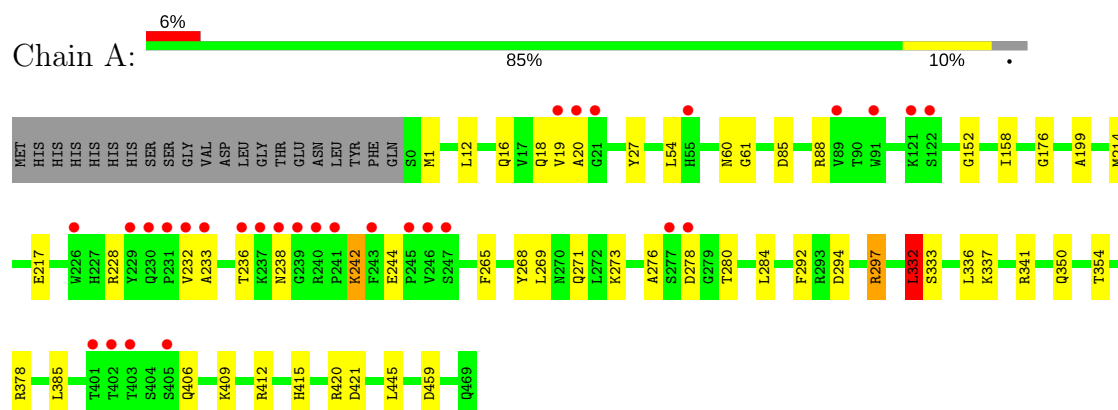 6%
Chain A:
85% 10% •
MET HIS HIS HIS HIS HIS HIS SER SER GLY VAL ASP LEU GLY THR GLU ASN LEU TYR PHE GLN S0 M1 L12 Q16 V17 Q18 V19 A20 G21 Y27 L54 H55 N60 G61 D85 R88 V89 T90 W91 K121 S122 G152 I158 G176 A199
E217 W226 H227 R228 Y229 Q230 P231 V232 A233 T236 K237 N238 G239 R240 P241 K242 F243 E244 P245 V246 S247 F265 Y268 L269 N270 Q271 L272 K273 A276 S277 D278 G279 T280 L284 F292 R293 D294 R297 L332 S333 L336 K337 R341 Q350 T354
R378 L385 T401 T402 T403 S404 S405 Q406 K409 R412 H415 R420 D421 L445 D459 Q469